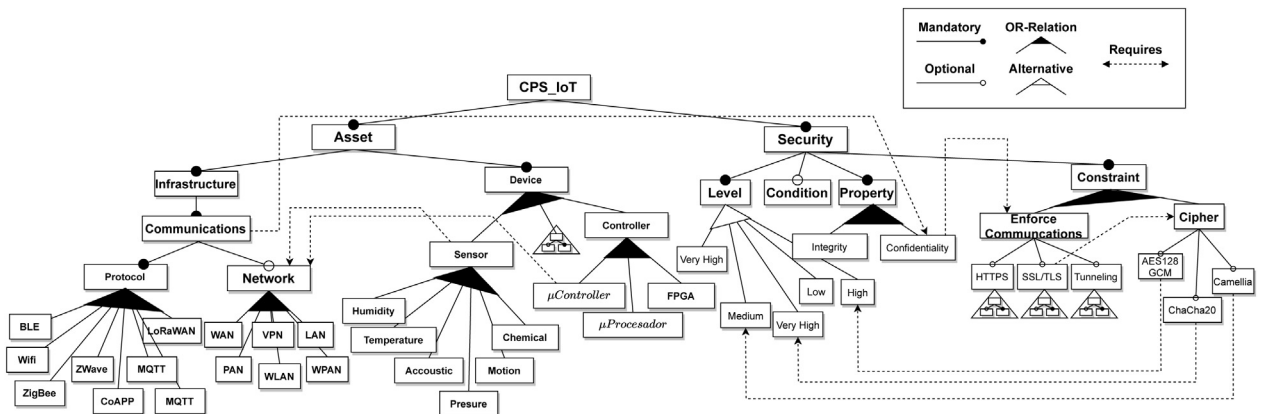 Mandatory
OR-Relation
Requires
Optional
Alternative
CPS_IoT
Asset
Security
Infrastructure
Device
Level
Condition
Property
Constraint
Communications
Controller
Enforce
Communcations
Cipher
Sensor
Very High
Integrity
Confidentiality
Protocol
Network
HTTPS
SSL/TLS
Tunneling
AES128
GCM
Camellia
μController
FPGA
Low
High
Humidity
μProcesador
Medium
Very High
ChaCha20
BLE
LoRaWAN
WAN
VPN
LAN
Temperature
Chemical
Wifi
ZWave
MQTT
PAN
WLAN
WPAN
Accoustic
Motion
ZigBee
CoAPP
MQTT
Presure